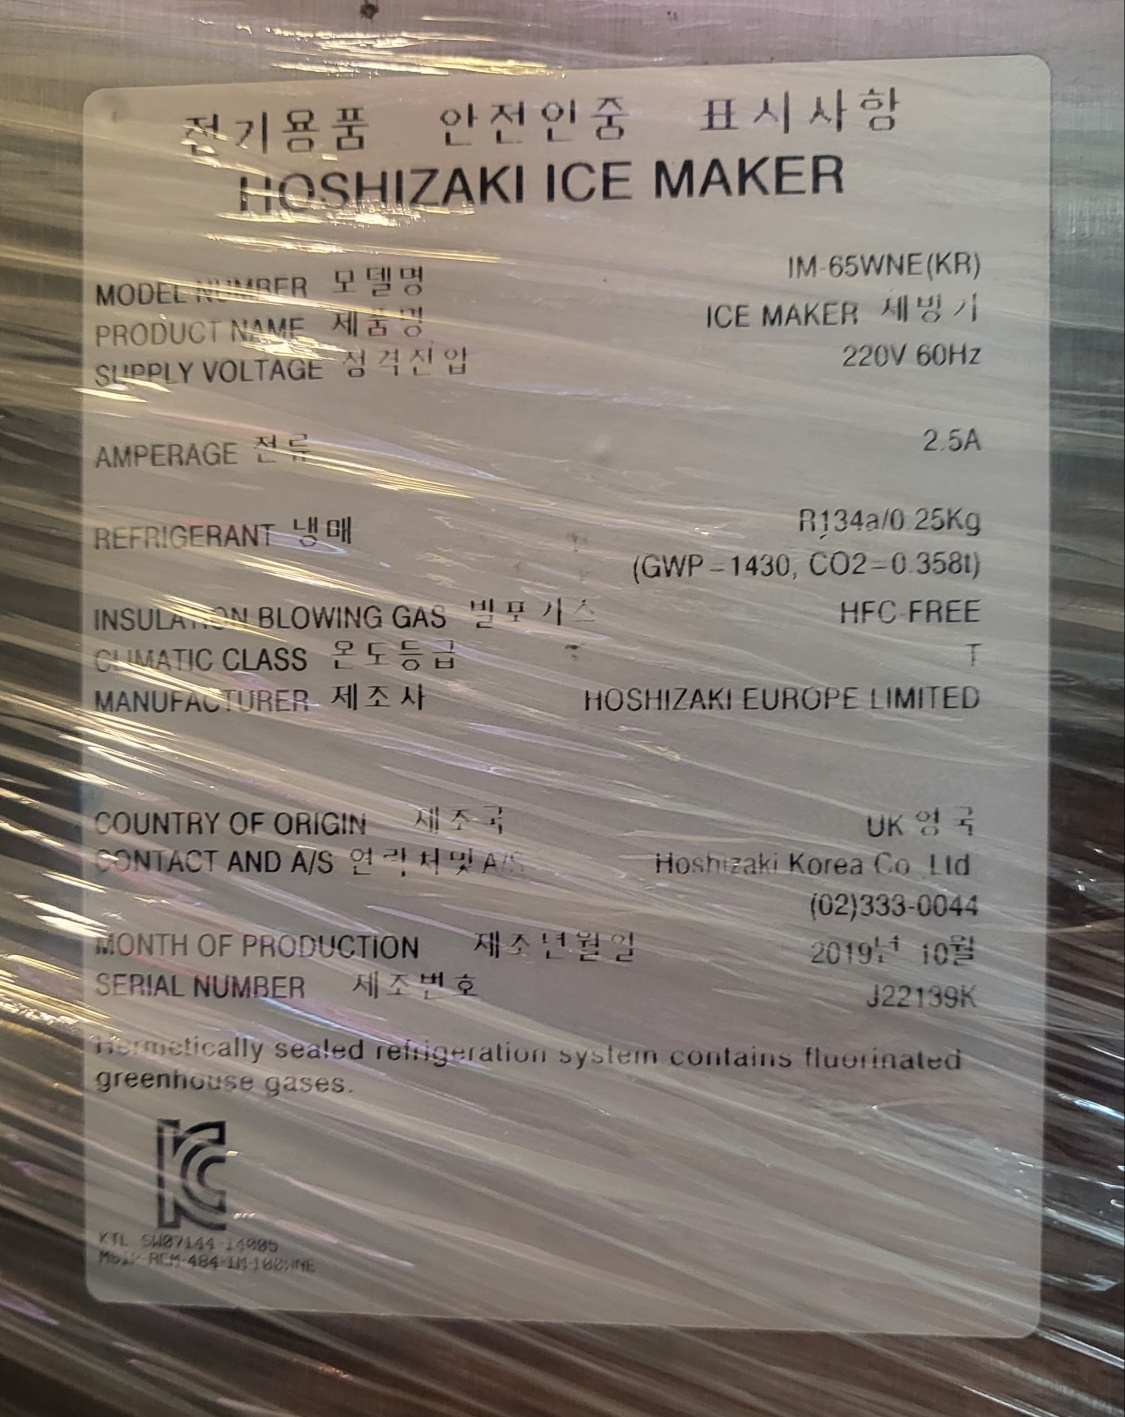 전기용품 안전인증 표시사항
HOSHIZAKI ICE MAKER
MODEL NUMBER 모델명 IM-65WNE(KR)
PRODUCT NAME 제품명 ICE MAKER 제빙기
SUPPLY VOLTAGE 정격전압 220V 60Hz
AMPERAGE 전류 2.5A
REFRIGERANT 냉매 R134a/0.25Kg
(GWP=1430, CO2=0.358t)
INSULATION BLOWING GAS 발포가스 HFC-FREE
CLIMATIC CLASS 온도등급 T
MANUFACTURER 제조사 HOSHIZAKI EUROPE LIMITED
COUNTRY OF ORIGIN 제조국 UK 영국
CONTACT AND A/S 연락처및A/S Hoshizaki Korea Co Ltd
(02)333-0044
MONTH OF PRODUCTION 제조년월일 2019년 10월
SERIAL NUMBER 제조번호 J22139K
Hermetically sealed refrigeration system contains fluorinated
greenhouse gases.
KC
KTL SW07144-14005